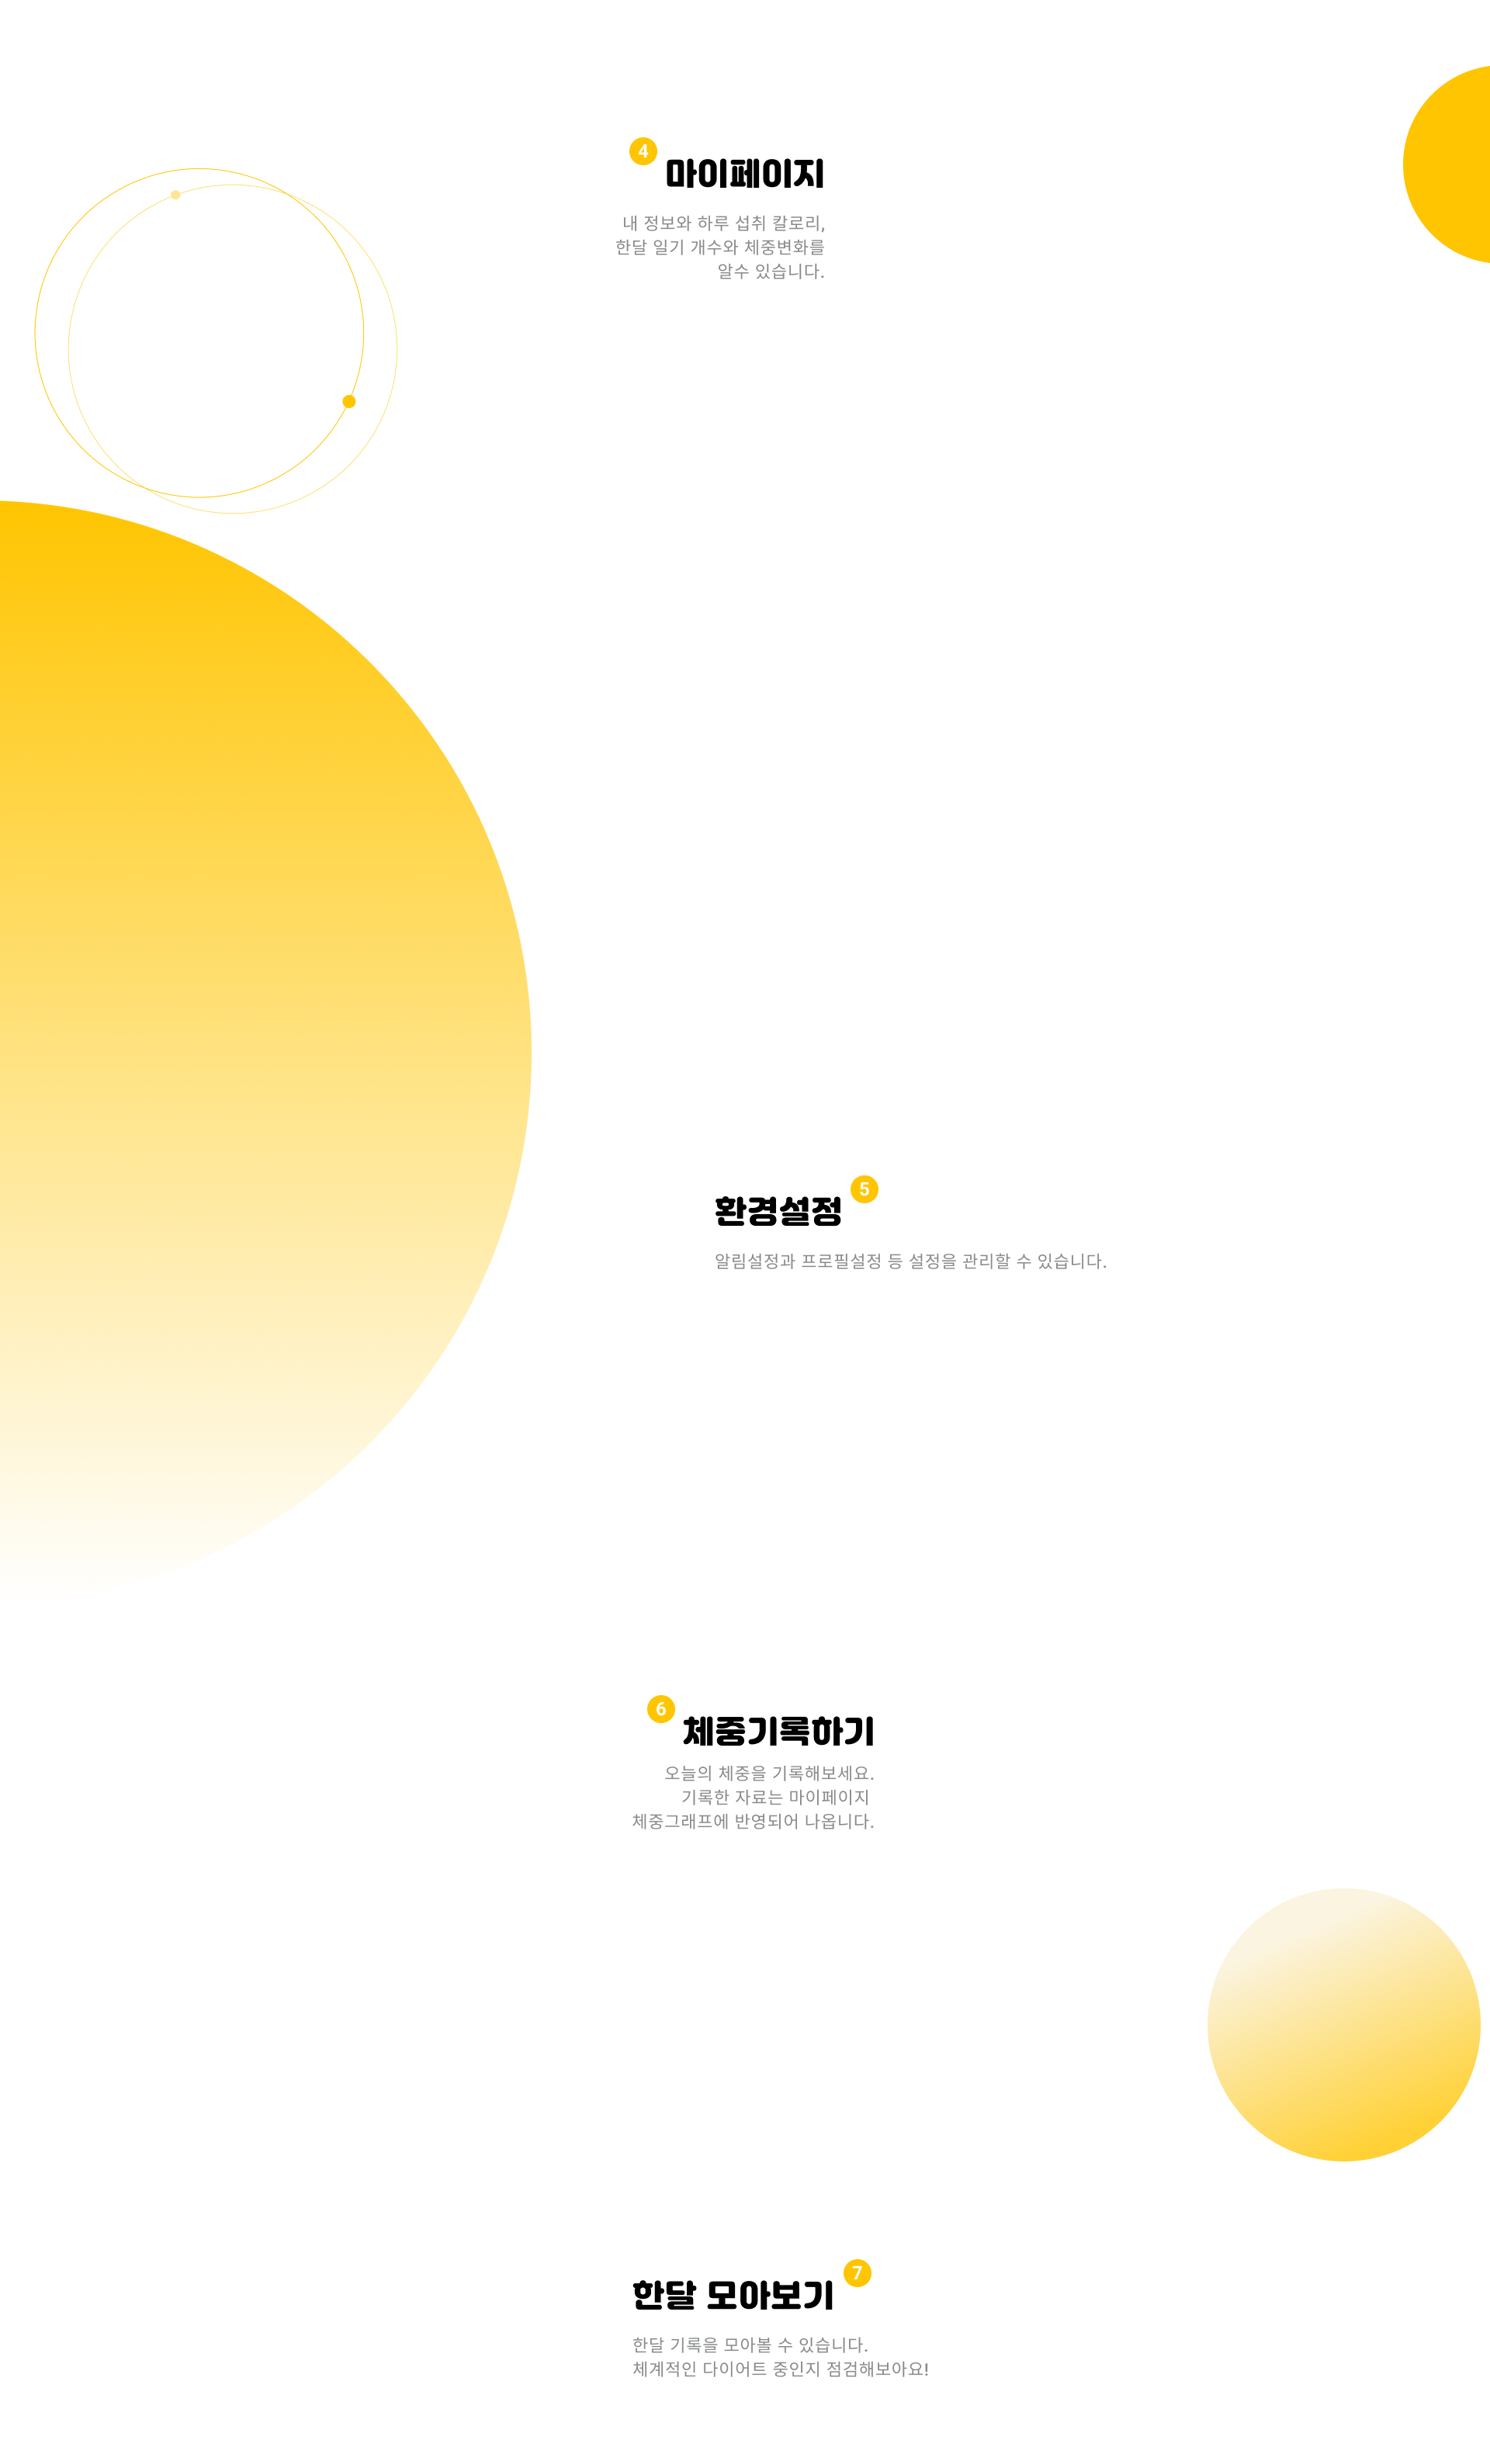 4
마이페이지
내 정보와 하루 섭취 칼로리,
한달 일기 개수와 체중변화를
알수 있습니다.
5
환경설정
알림설정과 프로필설정 등 설정을 관리할 수 있습니다.
6
체중기록하기
오늘의 체중을 기록해보세요.
기록한 자료는 마이페이지
체중그래프에 반영되어 나옵니다.
7
한달 모아보기
한달 기록을 모아볼 수 있습니다.
체계적인 다이어트 중인지 점검해보아요!